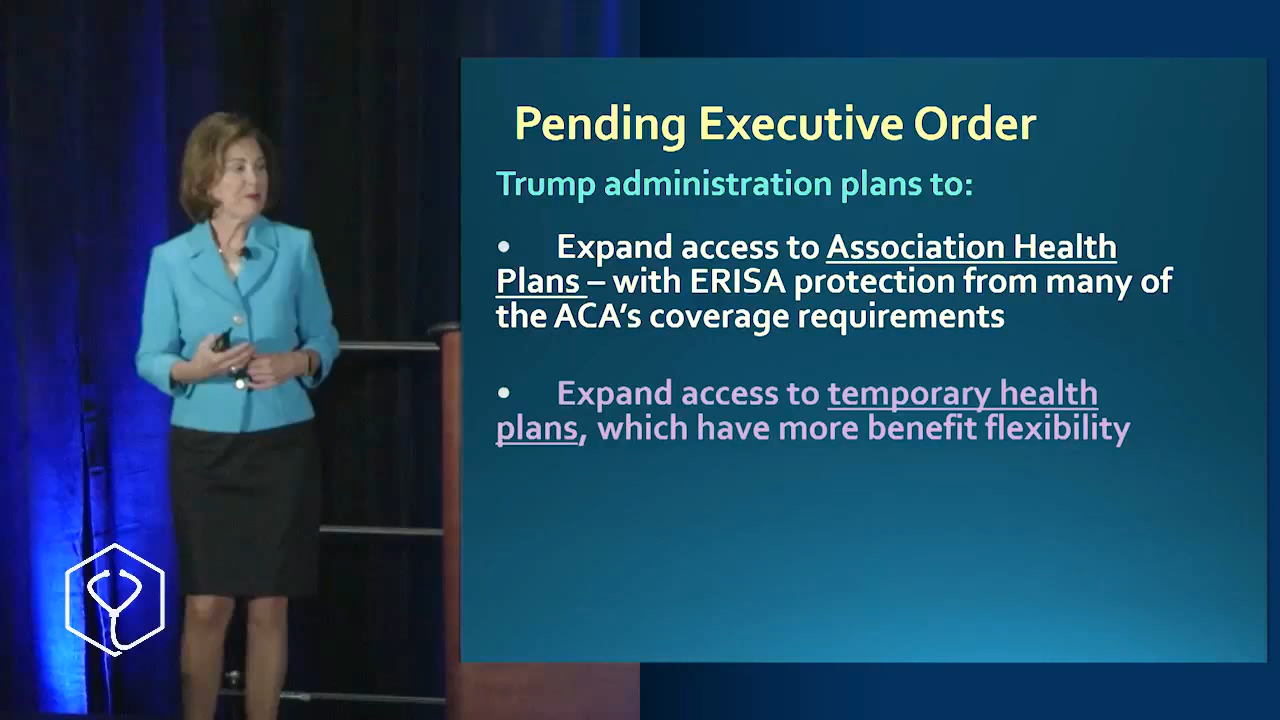 Pending Executive Order
Trump administration plans to:
• Expand access to Association Health
Plans – with ERISA protection from many of
the ACA’s coverage requirements
• Expand access to temporary health
plans, which have more benefit flexibility